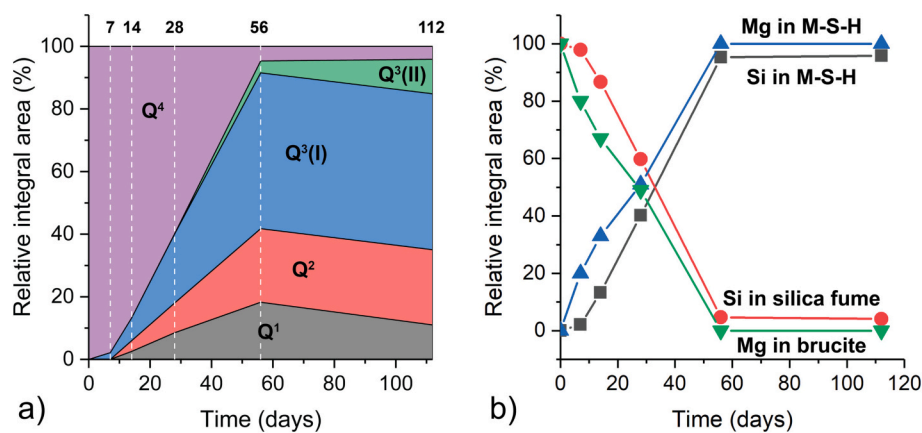 7 14 28 56 112
100
80
60
40
20
0
Relative integral area (%)
Q⁴
Q³(II)
Q³(I)
Q²
Q¹
0 20 40 60 80 100
Time (days)
a)
100
80
60
40
20
0
Relative integral area (%)
Mg in M-S-H
Si in M-S-H
Si in silica fume
Mg in brucite
0 20 40 60 80 100 120
Time (days)
b)